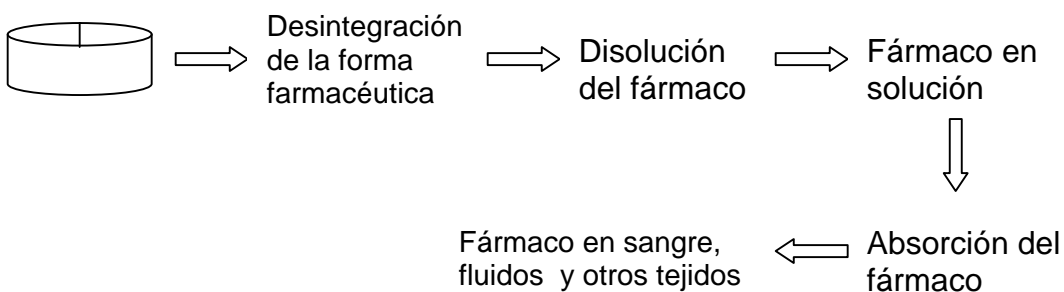 Desintegración
de la forma
farmacéutica
Disolución
del fármaco
Fármaco en
solución
Absorción del
fármaco
Fármaco en sangre,
fluidos y otros tejidos